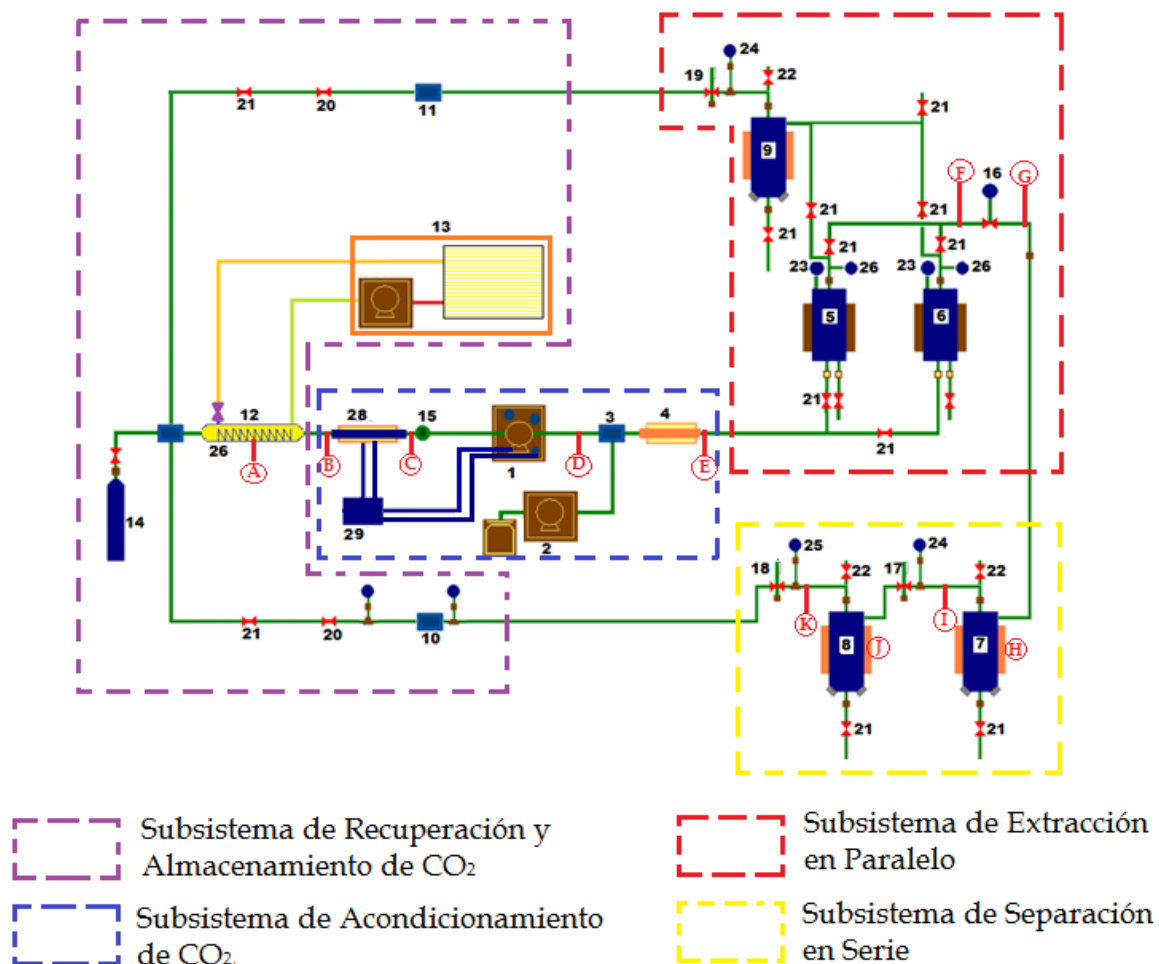 24
19
22
21
21
20
11
9
F
16
G
21
21
21
13
21
21
23
26
23
26
5
6
12
28
15
3
4
21
26
A
B
C
1
D
E
21
14
29
2
25
24
18
22
17
22
K
I
21
20
10
8
J
7
H
21
21
Subsistema de Recuperación y
Almacenamiento de CO2
Subsistema de Extracción
en Paralelo
Subsistema de Acondicionamiento
de CO2.
Subsistema de Separación
en Serie